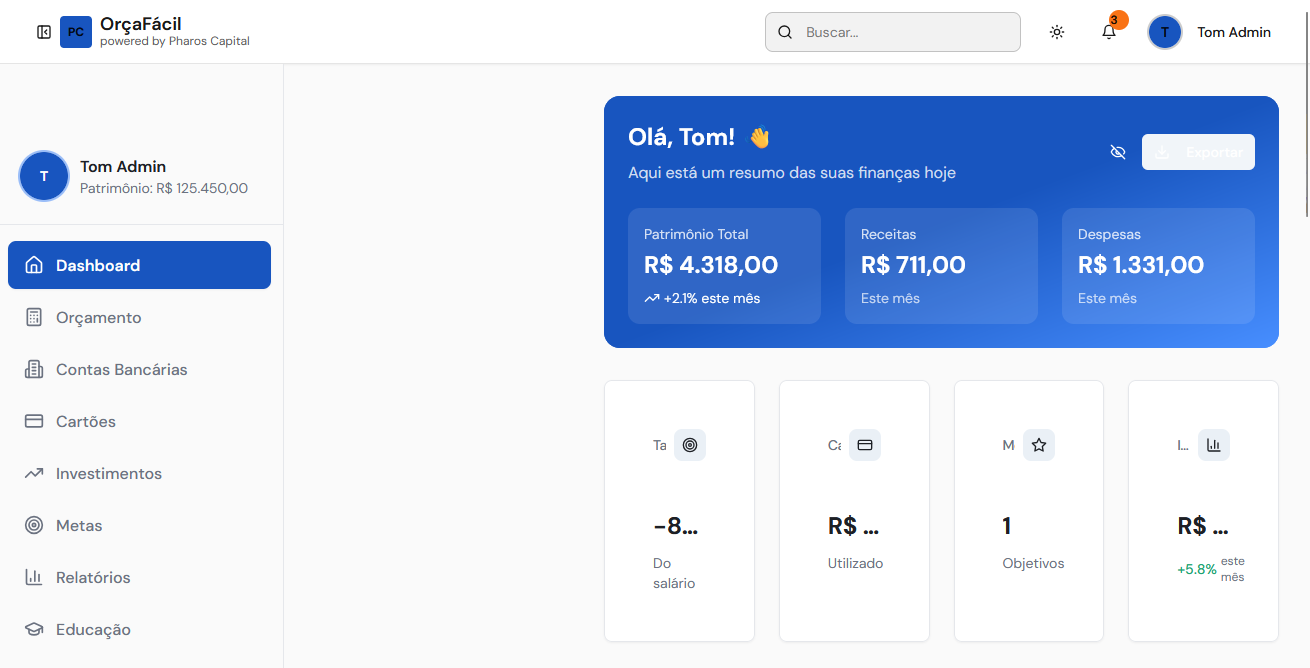 PC
OrçaFácil
powered by Pharos Capital
Buscar...
3
T
Tom Admin
T
Tom Admin
Patrimônio: R$ 125.450,00
Dashboard
Orçamento
Contas Bancárias
Cartões
Investimentos
Metas
Relatórios
Educação
Olá, Tom! 👋
Aqui está um resumo das suas finanças hoje
Exportar
Patrimônio Total
R$ 4.318,00
+2.1% este mês
Receitas
R$ 711,00
Este mês
Despesas
R$ 1.331,00
Este mês
Ta
-8...
Do
salário
Ca
R$ ...
Utilizado
M
1
Objetivos
I...
R$ ...
+5.8% este
mês